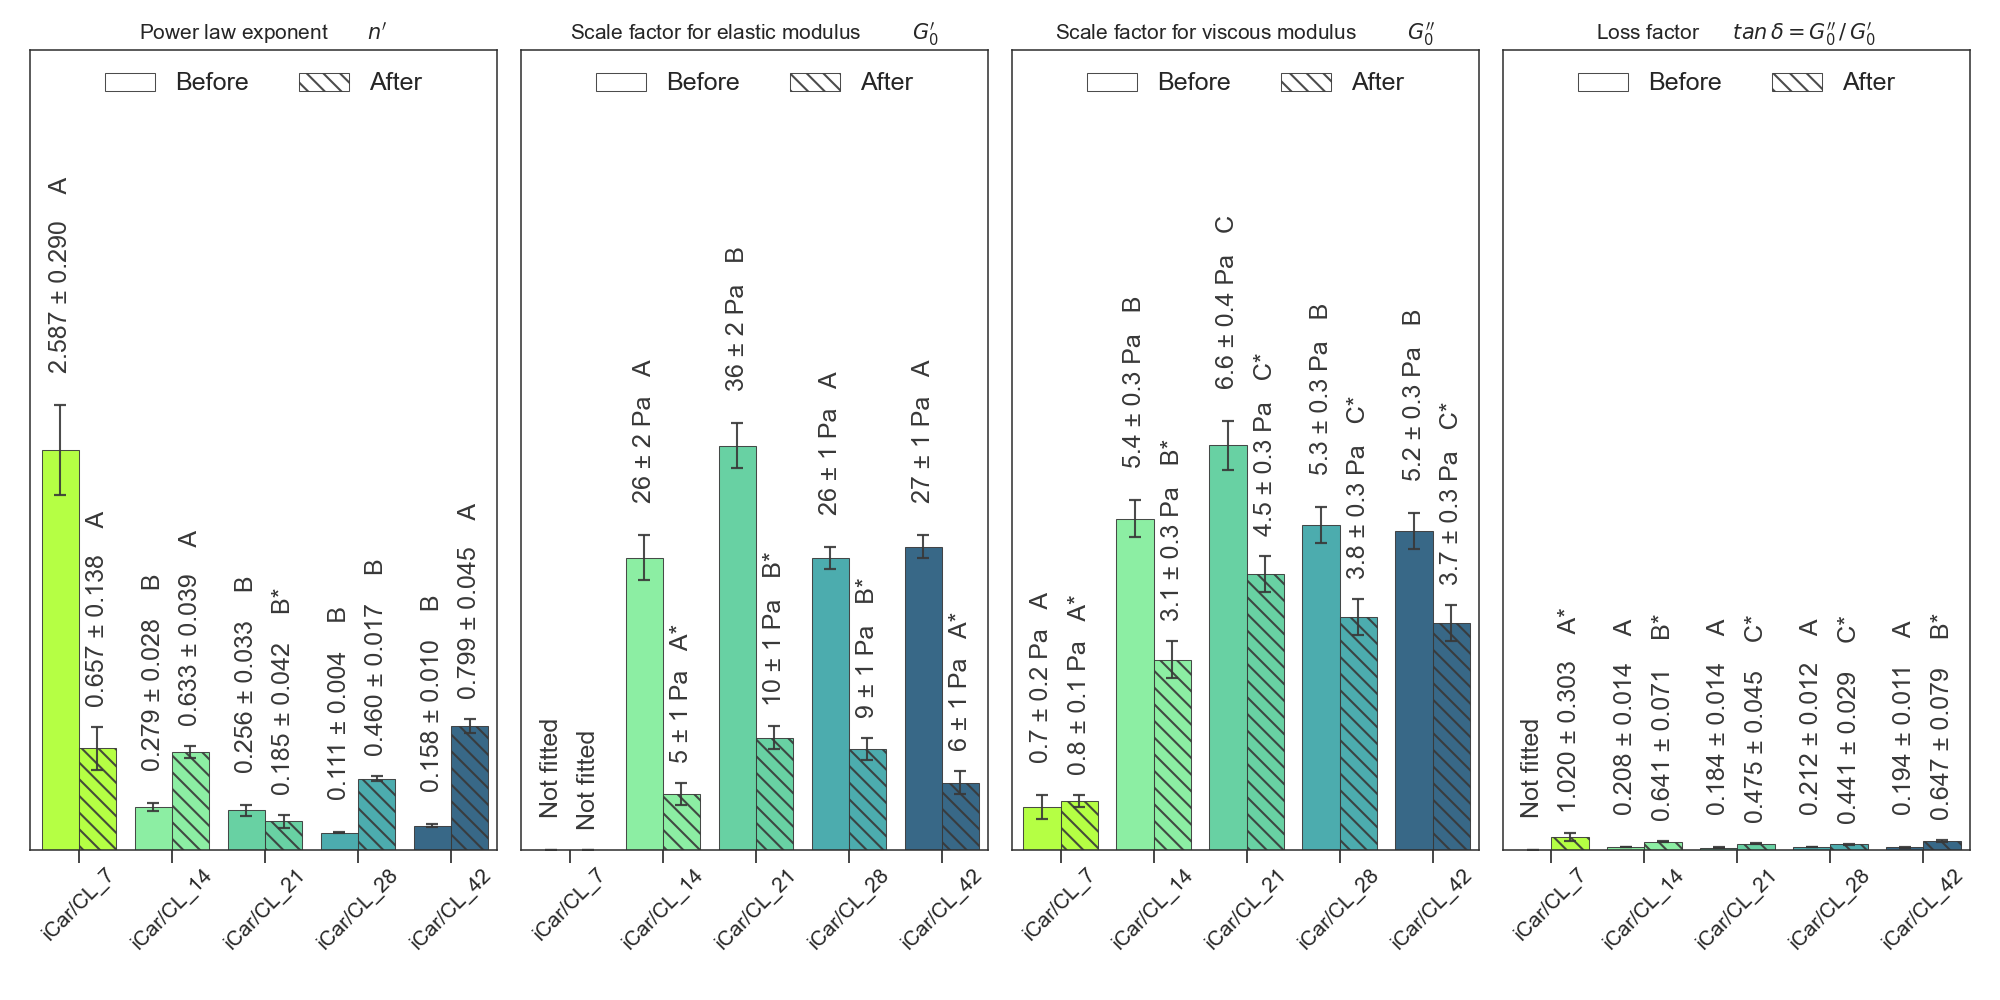 Power law exponent n′
Before After
2.587 ± 0.290 A
0.657 ± 0.138 A
0.279 ± 0.028 B
0.633 ± 0.039 A
0.256 ± 0.033 B
0.185 ± 0.042 B*
0.111 ± 0.004 B
0.460 ± 0.017 B
0.158 ± 0.010 B
0.799 ± 0.045 A
iCar/CL_7
iCar/CL_14
iCar/CL_21
iCar/CL_28
iCar/CL_42
Scale factor for elastic modulus G′0
Before After
Not fitted
Not fitted
26 ± 2 Pa A
5 ± 1 Pa A*
36 ± 2 Pa B
10 ± 1 Pa B*
26 ± 1 Pa A
9 ± 1 Pa B*
27 ± 1 Pa A
6 ± 1 Pa A*
iCar/CL_7
iCar/CL_14
iCar/CL_21
iCar/CL_28
iCar/CL_42
Scale factor for viscous modulus G″0
Before After
0.7 ± 0.2 Pa A
0.8 ± 0.1 Pa A*
5.4 ± 0.3 Pa B
3.1 ± 0.3 Pa B*
6.6 ± 0.4 Pa C
4.5 ± 0.3 Pa C*
5.3 ± 0.3 Pa B
3.8 ± 0.3 Pa C*
5.2 ± 0.3 Pa B
3.7 ± 0.3 Pa C*
iCar/CL_7
iCar/CL_14
iCar/CL_21
iCar/CL_28
iCar/CL_42
Loss factor tan δ = G″0 / G′0
Before After
Not fitted
1.020 ± 0.303 A*
0.208 ± 0.014 A
0.641 ± 0.071 B*
0.184 ± 0.014 A
0.475 ± 0.045 C*
0.212 ± 0.012 A
0.441 ± 0.029 C*
0.194 ± 0.011 A
0.647 ± 0.079 B*
iCar/CL_7
iCar/CL_14
iCar/CL_21
iCar/CL_28
iCar/CL_42